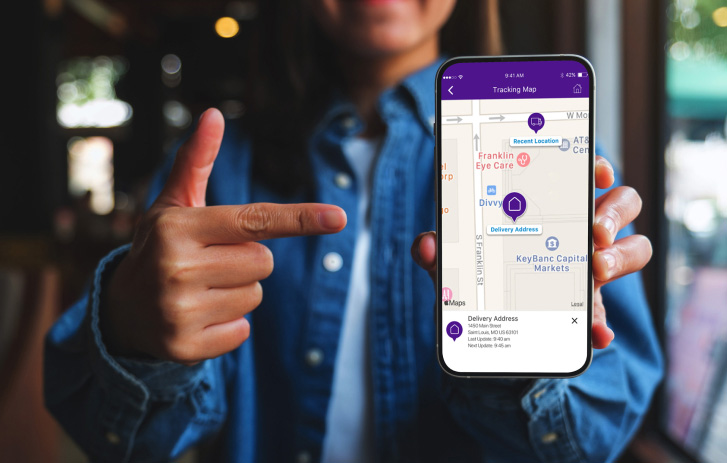 9:41 AM
42%
Tracking Map
W Mo
Recent Location
AT&
Cen
Franklin
Eye Care
Divvy
Delivery Address
S Franklin St
KeyBanc Capital
Markets
Maps
Legal
Delivery Address
1450 Main Street
Saint Louis, MO US 63101
Last Update: 9:40 am
Next Update: 9:45 am